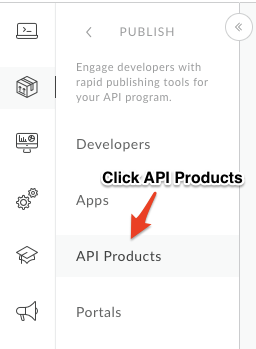 PUBLISH
Engage developers with
rapid publishing tools for
your API program.
Developers
Click API Products
Apps
API Products
Portals